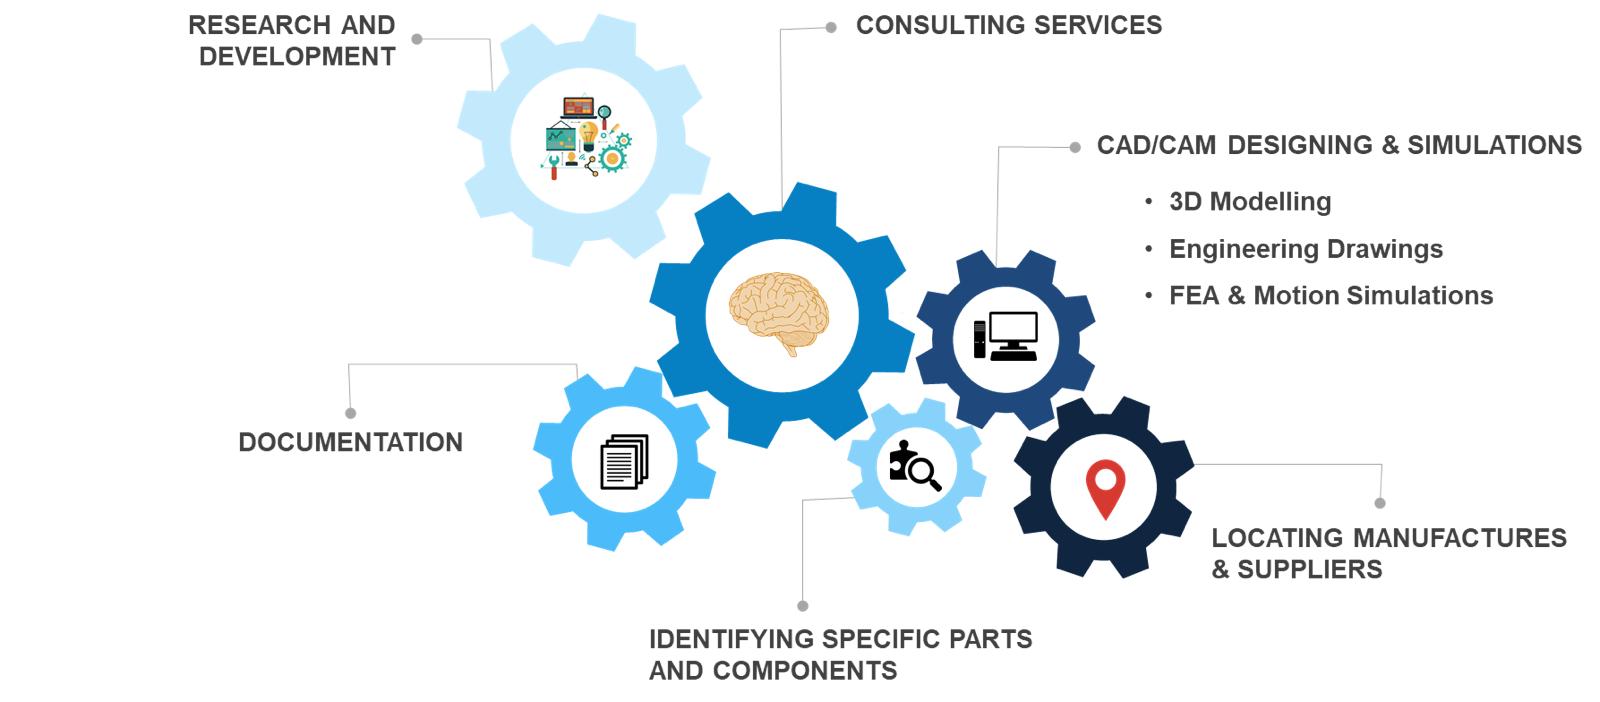 RESEARCH AND
DEVELOPMENT
CONSULTING SERVICES
CAD/CAM DESIGNING & SIMULATIONS
• 3D Modelling
• Engineering Drawings
• FEA & Motion Simulations
DOCUMENTATION
LOCATING MANUFACTURES
& SUPPLIERS
IDENTIFYING SPECIFIC PARTS
AND COMPONENTS